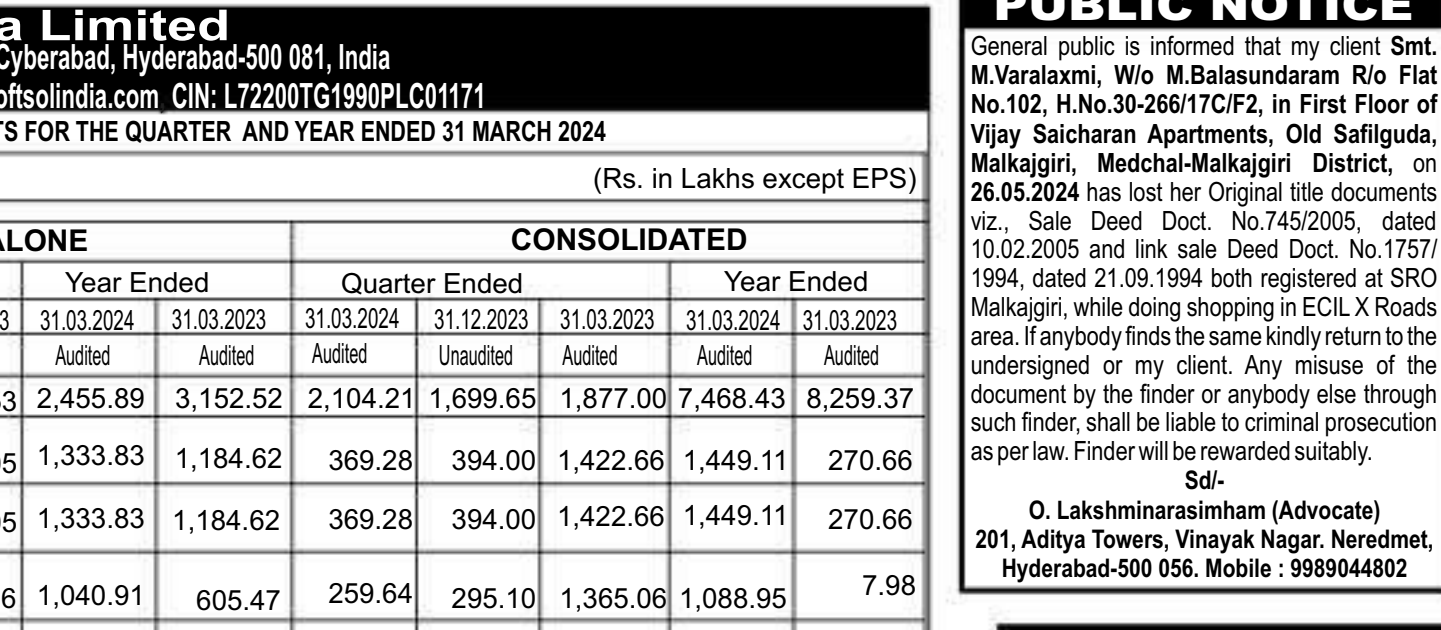 a Limited
Cyberabad, Hyderabad-500 081, India
oftsolindia.com CIN: L72200TG1990PLC01171
TS FOR THE QUARTER AND YEAR ENDED 31 MARCH 2024
(Rs. in Lakhs except EPS)
ALONE CONSOLIDATED
Year Ended Quarter Ended Year Ended
3 31.03.2024 31.03.2023 31.03.2024 31.12.2023 31.03.2023 31.03.2024 31.03.2023
Audited Audited Audited Unaudited Audited Audited Audited
53 2,455.89 3,152.52 2,104.21 1,699.65 1,877.00 7,468.43 8,259.37
05 1,333.83 1,184.62 369.28 394.00 1,422.66 1,449.11 270.66
05 1,333.83 1,184.62 369.28 394.00 1,422.66 1,449.11 270.66
6 1,040.91 605.47 259.64 295.10 1,365.06 1,088.95 7.98
PUBLIC NOTICE
General public is informed that my client Smt.
M.Varalaxmi, W/o M.Balasundaram R/o Flat
No.102, H.No.30-266/17C/F2, in First Floor of
Vijay Saicharan Apartments, Old Safilguda,
Malkajgiri, Medchal-Malkajgiri District, on
26.05.2024 has lost her Original title documents
viz., Sale Deed Doct. No.745/2005, dated
10.02.2005 and link sale Deed Doct. No.1757/
1994, dated 21.09.1994 both registered at SRO
Malkajgiri, while doing shopping in ECIL X Roads
area. If anybody finds the same kindly return to the
undersigned or my client. Any misuse of the
document by the finder or anybody else through
such finder, shall be liable to criminal prosecution
as per law. Finder will be rewarded suitably.
Sd/-
O. Lakshminarasimham (Advocate)
201, Aditya Towers, Vinayak Nagar. Neredmet,
Hyderabad-500 056. Mobile : 9989044802